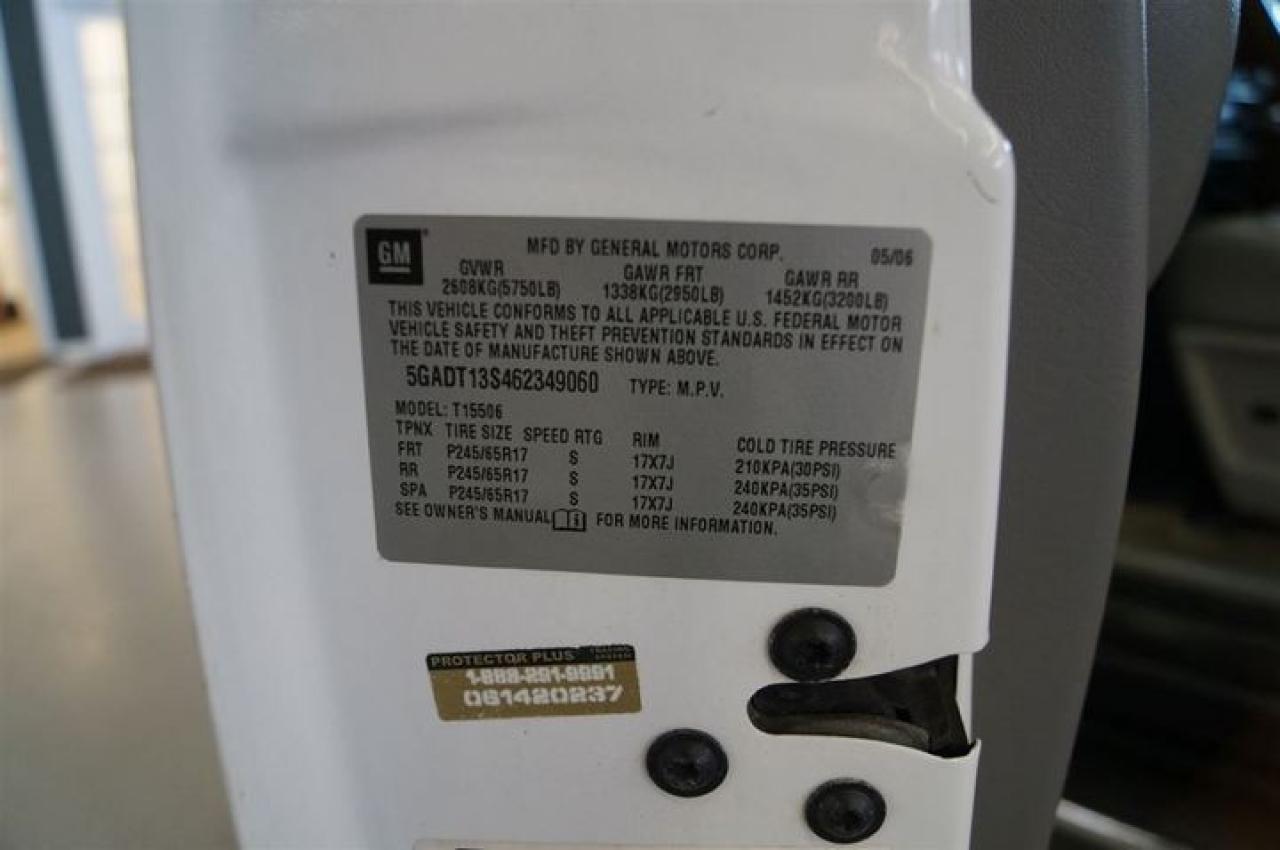 GM
MFD BY GENERAL MOTORS CORP. 05/06
GVWR GAWR FRT GAWR RR
2608KG(5750LB) 1338KG(2950LB) 1452KG(3200LB)
THIS VEHICLE CONFORMS TO ALL APPLICABLE U.S. FEDERAL MOTOR
VEHICLE SAFETY AND THEFT PREVENTION STANDARDS IN EFFECT ON
THE DATE OF MANUFACTURE SHOWN ABOVE.
5GADT13S462349060 TYPE: M.P.V.
MODEL: T15506
TPNX TIRE SIZE SPEED RTG RIM COLD TIRE PRESSURE
FRT P245/65R17 S 17X7J 210KPA(30PSI)
RR P245/65R17 S 17X7J 240KPA(35PSI)
SPA P245/65R17 S 17X7J 240KPA(35PSI)
SEE OWNER'S MANUAL FOR MORE INFORMATION.
PROTECTOR PLUS
1-888-291-9991
061420237